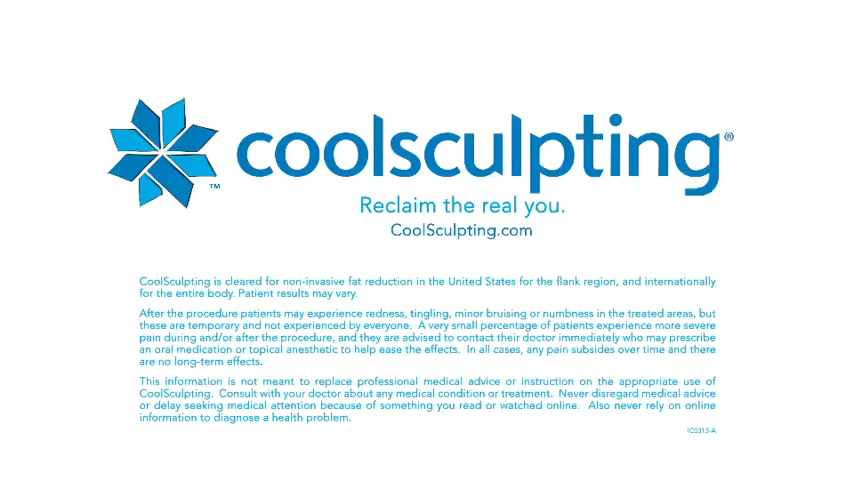 TM
coolsculpting®
Reclaim the real you.
CoolSculpting.com
CoolSculpting is cleared for non-invasive fat reduction in the United States for the flank region, and internationally
for the entire body. Patient results may vary.
After the procedure patients may experience redness, tingling, minor bruising or numbness in the treated areas, but
these are temporary and not experienced by everyone. A very small percentage of patients experience more severe
pain during and/or after the procedure, and they are advised to contact their doctor immediately who may prescribe
an oral medication or topical anesthetic to help ease the effects. In all cases, any pain subsides over time and there
are no long-term effects.
This information is not meant to replace professional medical advice or instruction on the appropriate use of
CoolSculpting. Consult with your doctor about any medical condition or treatment. Never disregard medical advice
or delay seeking medical attention because of something you read or watched online. Also never rely on online
information to diagnose a health problem.
IC0313-A